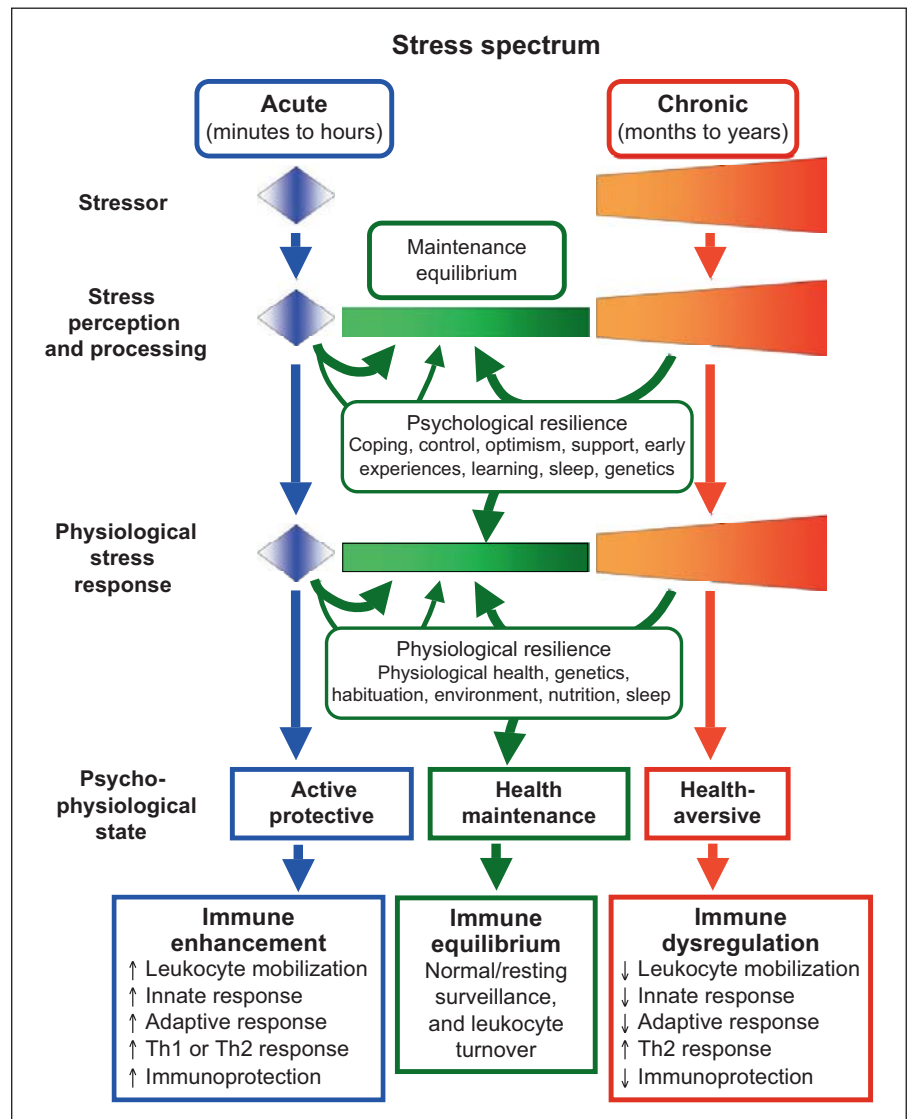 Stress spectrum
Acute
(minutes to hours)
Chronic
(months to years)
Stressor
Maintenance
equilibrium
Stress
perception
and processing
Psychological resilience
Coping, control, optimism, support, early
experiences, learning, sleep, genetics
Physiological
stress
response
Physiological resilience
Physiological health, genetics,
habituation, environment, nutrition, sleep
Psycho-
physiological
state
Active
protective
Health
maintenance
Health-
aversive
Immune
enhancement
↑ Leukocyte mobilization
↑ Innate response
↑ Adaptive response
↑ Th1 or Th2 response
↑ Immunoprotection
Immune
equilibrium
Normal/resting
surveillance,
and leukocyte
turnover
Immune
dysregulation
↓ Leukocyte mobilization
↓ Innate response
↓ Adaptive response
↑ Th2 response
↓ Immunoprotection